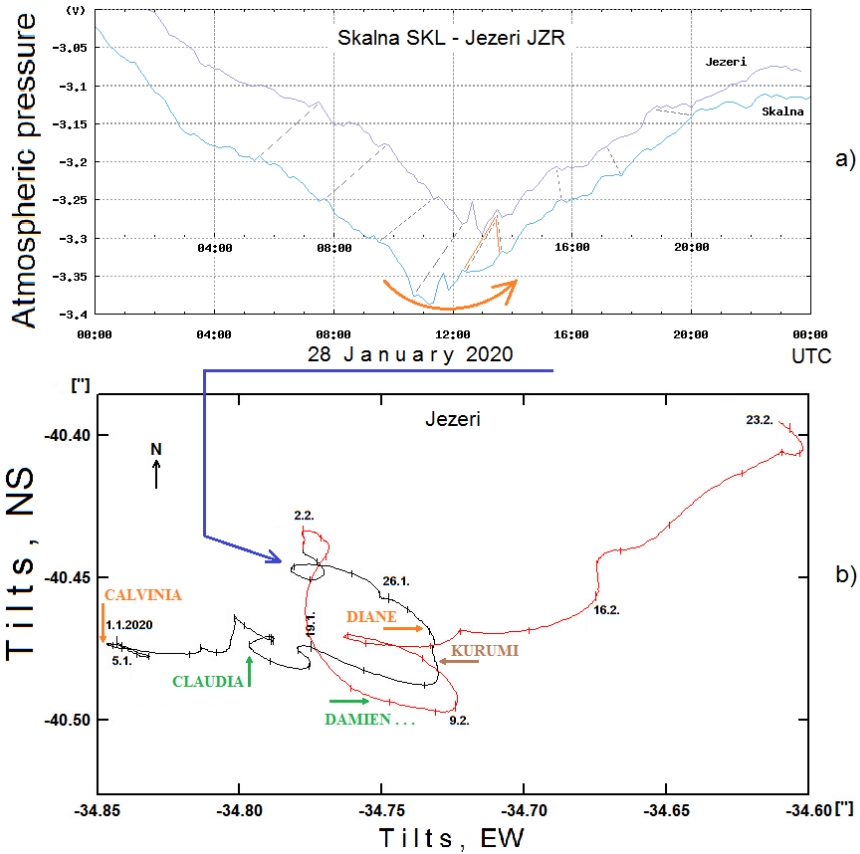 (V)
Skalna SKL - Jezeri JZR
-3.05
Jezeri
-3.1
Skalna
-3.15
a)
-3.2
-3.25
-3.3
04:00 08:00 16:00 20:00
-3.35
-3.4
00:00 04:00 08:00 12:00 16:00 20:00 00:00
28 January 2020
UTC
Atmospheric pressure
["]
Jezeri
-40.40
23.2.
N
2.2.
-40.45
26.1.
CALVINIA
16.2.
19.1.
DIANE
1.1.2020
5.1.
KURUMI
CLAUDIA
DAMIEN . . .
9.2.
-40.50
b)
-34.85 -34.80 -34.75 -34.70 -34.65 -34.60 ["]
Tilts, EW
Tilts, NS